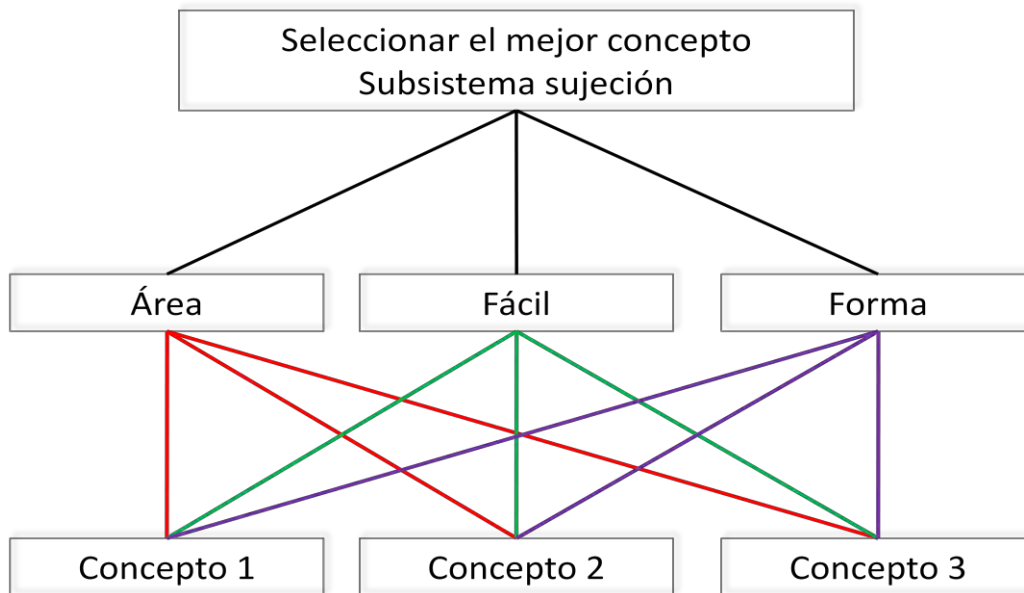 Seleccionar el mejor concepto
Subsistema sujeción
Área
Fácil
Forma
Concepto 1
Concepto 2
Concepto 3